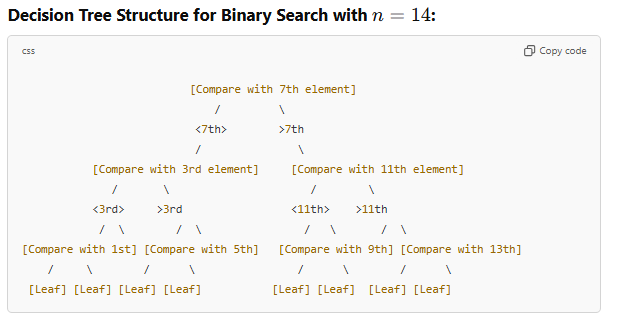 Decision Tree Structure for Binary Search with n = 14:
css Copy code
[Compare with 7th element]
/ \
<7th> >7th
/ \
[Compare with 3rd element] [Compare with 11th element]
/ \ / \
<3rd> >3rd <11th> >11th
/ \ / \ / \ / \
[Compare with 1st] [Compare with 5th] [Compare with 9th] [Compare with 13th]
/ \ / \ / \ / \
[Leaf] [Leaf] [Leaf] [Leaf] [Leaf] [Leaf] [Leaf] [Leaf]